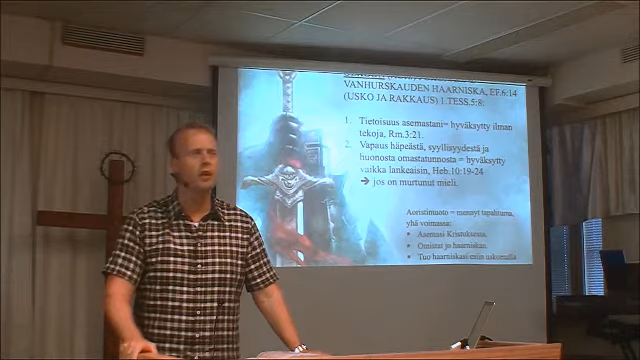 VANHURSKAUDEN HAARNISKA, EF.6:14
(USKO JA RAKKAUS) 1.TESS.5:8:
1. Tietoisuus asemastani= hyväksytty ilman
tekoja, Rm.3:21.
2. Vapaus häpeästä, syyllisyydestä ja
huonosta omastatunnosta = hyväksytty
vaikka lankeaisin, Heb.10:19-24
➔ jos on murtunut mieli.
Aoristimuoto = mennyt tapahtuma,
yhä voimassa:
• Asemasi Kristuksessa.
• Omistat jo haarniskan.
• Tuo haarniskasi esiin uskomalla